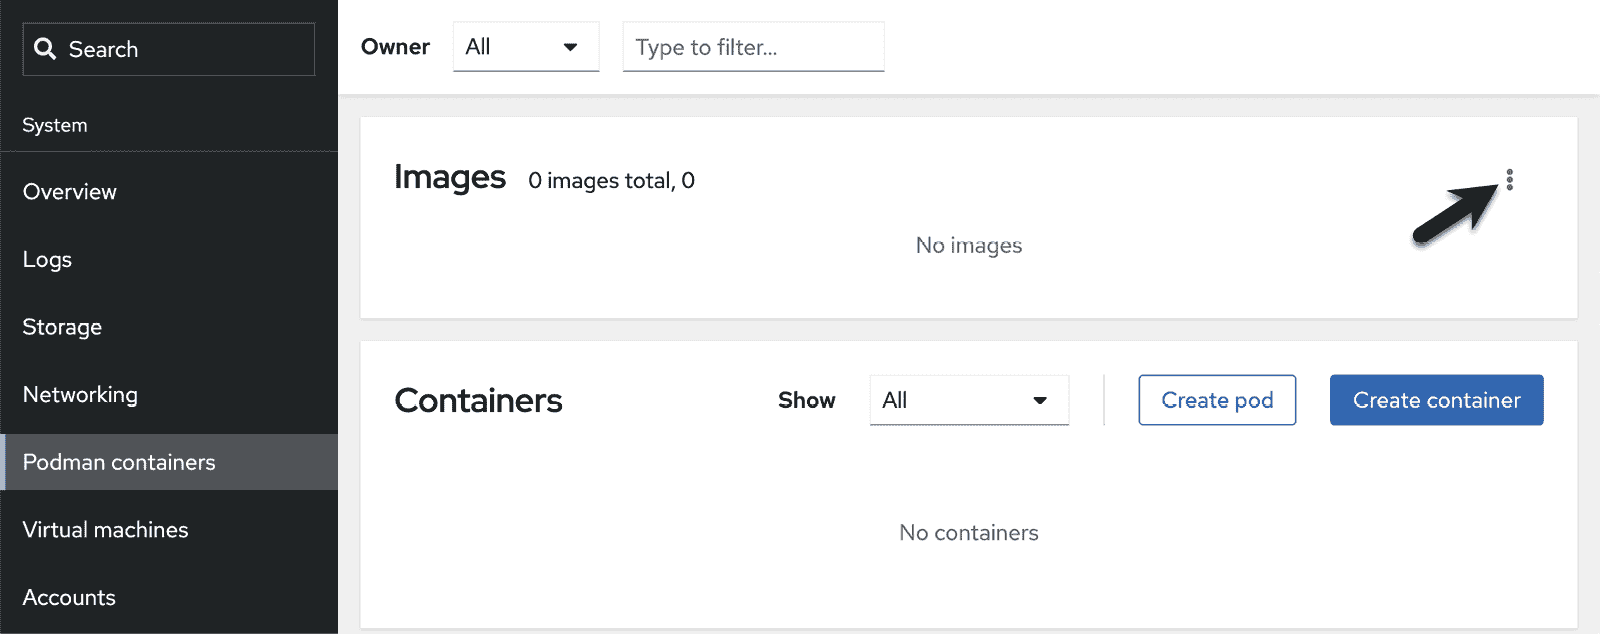 Search
System
Overview
Logs
Storage
Networking
Podman containers
Virtual machines
Accounts
Owner All Type to filter...
Images 0 images total, 0
No images
Containers Show All Create pod Create container
No containers